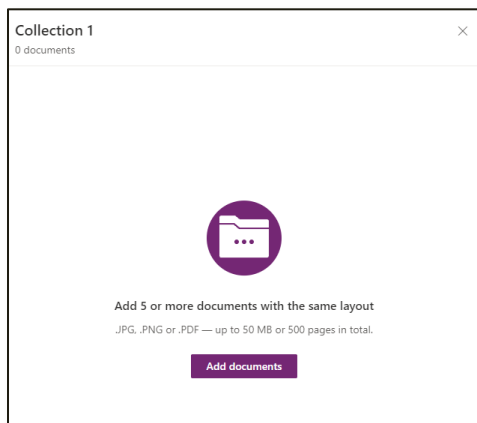 Collection 1
0 documents
Add 5 or more documents with the same layout
.JPG, .PNG or .PDF — up to 50 MB or 500 pages in total.
Add documents